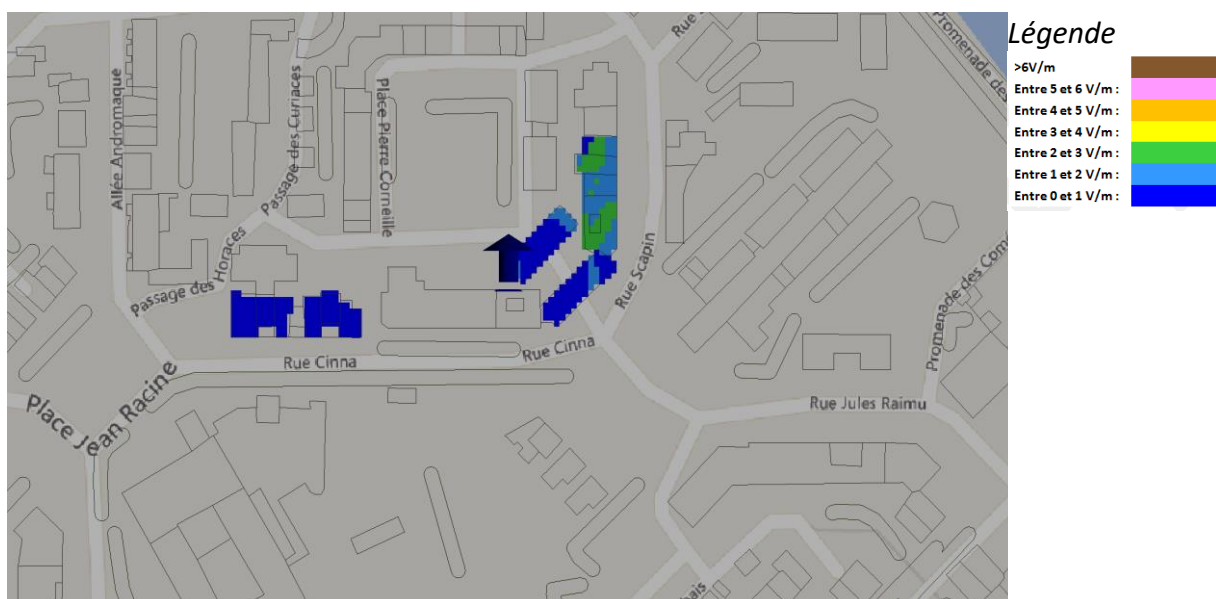 Légende
>6V/m
Entre 5 et 6 V/m :
Entre 4 et 5 V/m :
Entre 3 et 4 V/m :
Entre 2 et 3 V/m :
Entre 1 et 2 V/m :
Entre 0 et 1 V/m :
Allée Andromaque
Passage des Curiaces
Place Pierre Corneille
Rue
Promenade des
Passage des Horaces
Rue Scapin
Promenade des Com
Rue Cinna
Rue Cinna
Place Jean Racine
Rue Jules Raimu